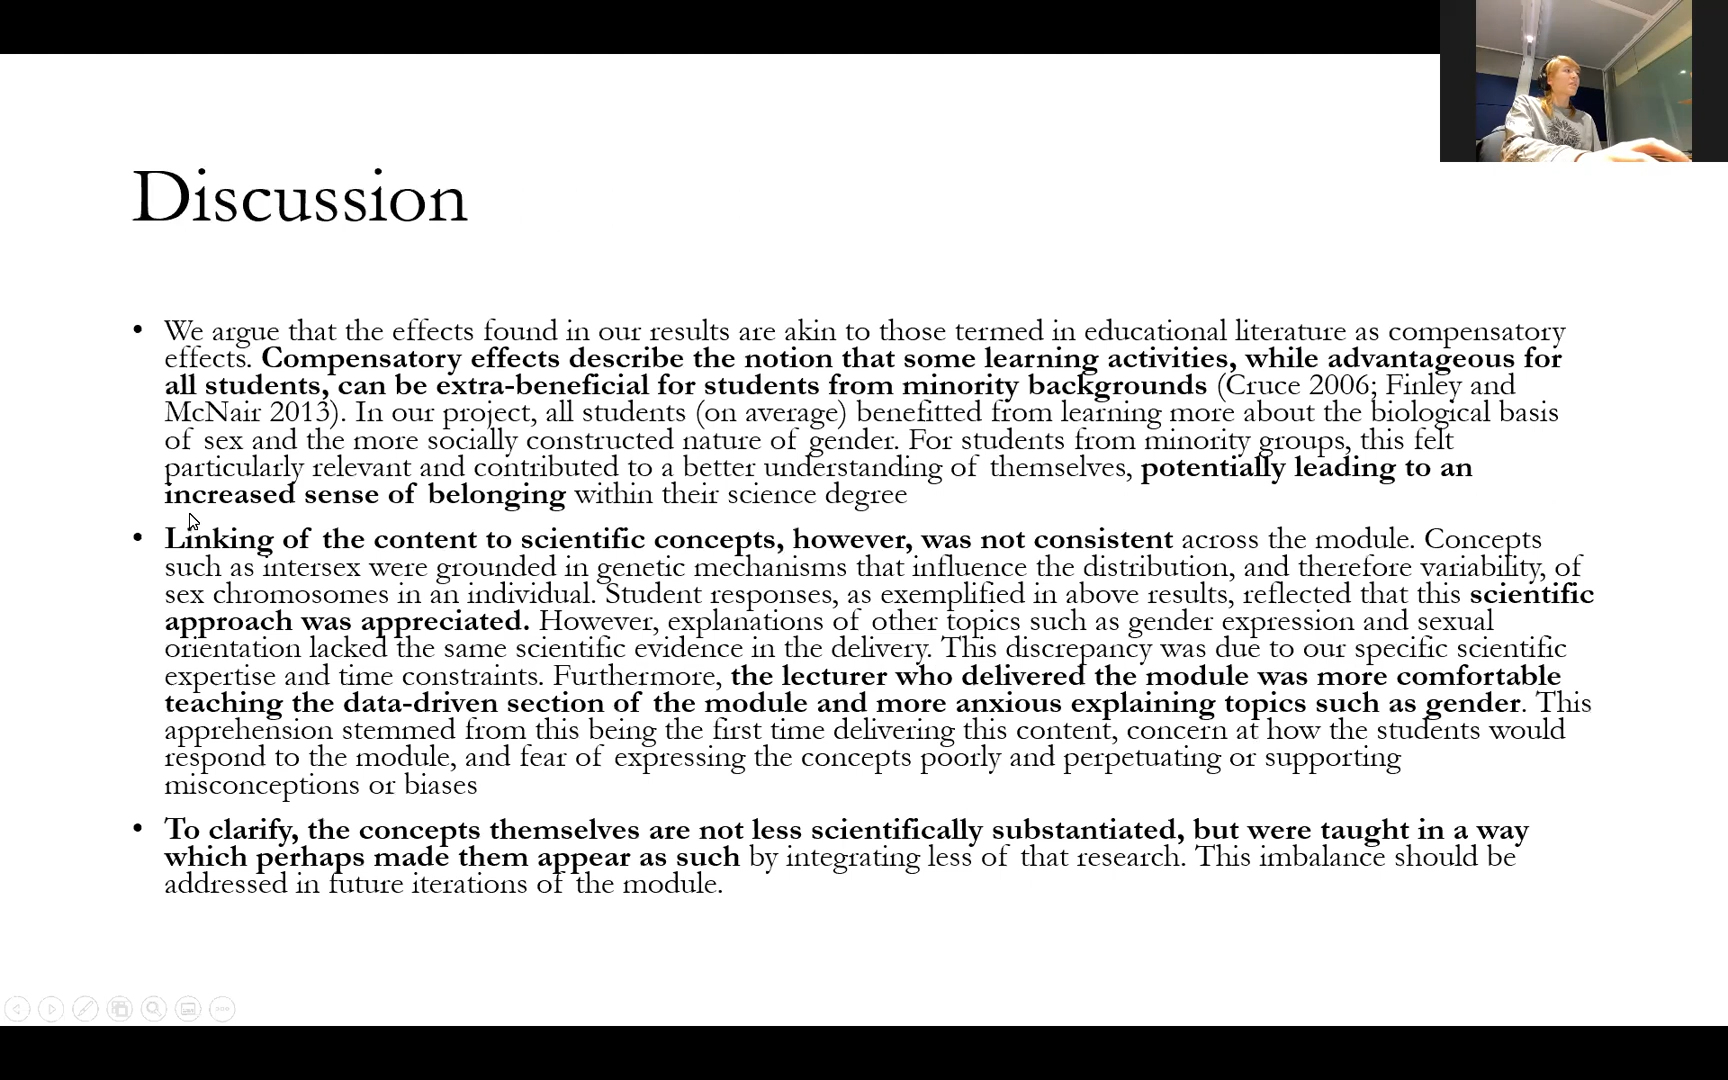 Discussion
• We argue that the effects found in our results are akin to those termed in educational literature as compensatory
effects. Compensatory effects describe the notion that some learning activities, while advantageous for
all students, can be extra-beneficial for students from minority backgrounds (Cruce 2006; Finley and
McNair 2013). In our project, all students (on average) benefitted from learning more about the biological basis
of sex and the more socially constructed nature of gender. For students from minority groups, this felt
particularly relevant and contributed to a better understanding of themselves, potentially leading to an
increased sense of belonging within their science degree
• Linking of the content to scientific concepts, however, was not consistent across the module. Concepts
such as intersex were grounded in genetic mechanisms that influence the distribution, and therefore variability, of
sex chromosomes in an individual. Student responses, as exemplified in above results, reflected that this scientific
approach was appreciated. However, explanations of other topics such as gender expression and sexual
orientation lacked the same scientific evidence in the delivery. This discrepancy was due to our specific scientific
expertise and time constraints. Furthermore, the lecturer who delivered the module was more comfortable
teaching the data-driven section of the module and more anxious explaining topics such as gender. This
apprehension stemmed from this being the first time delivering this content, concern at how the students would
respond to the module, and fear of expressing the concepts poorly and perpetuating or supporting
misconceptions or biases
• To clarify, the concepts themselves are not less scientifically substantiated, but were taught in a way
which perhaps made them appear as such by integrating less of that research. This imbalance should be
addressed in future iterations of the module.